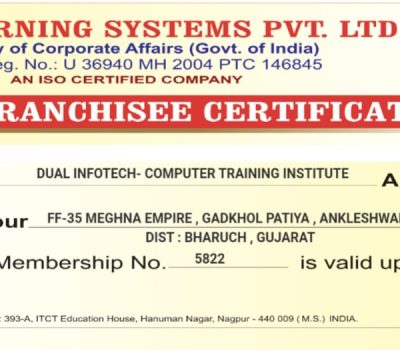 RNING SYSTEMS PVT. LTD
y of Corporate Affairs (Govt. of India)
eg. No.: U 36940 MH 2004 PTC 146845
AN ISO CERTIFIED COMPANY
RANCHISEE CERTIFICAT
DUAL INFOTECH- COMPUTER TRAINING INSTITUTE A
our FF-35 MEGHNA EMPIRE , GADKHOL PATIYA , ANKLESHWA
DIST : BHARUCH , GUJARAT
Membership No. 5822 is valid up
: 393-A, ITCT Education House, Hanuman Nagar, Nagpur - 440 009 ( M.S.) INDIA.